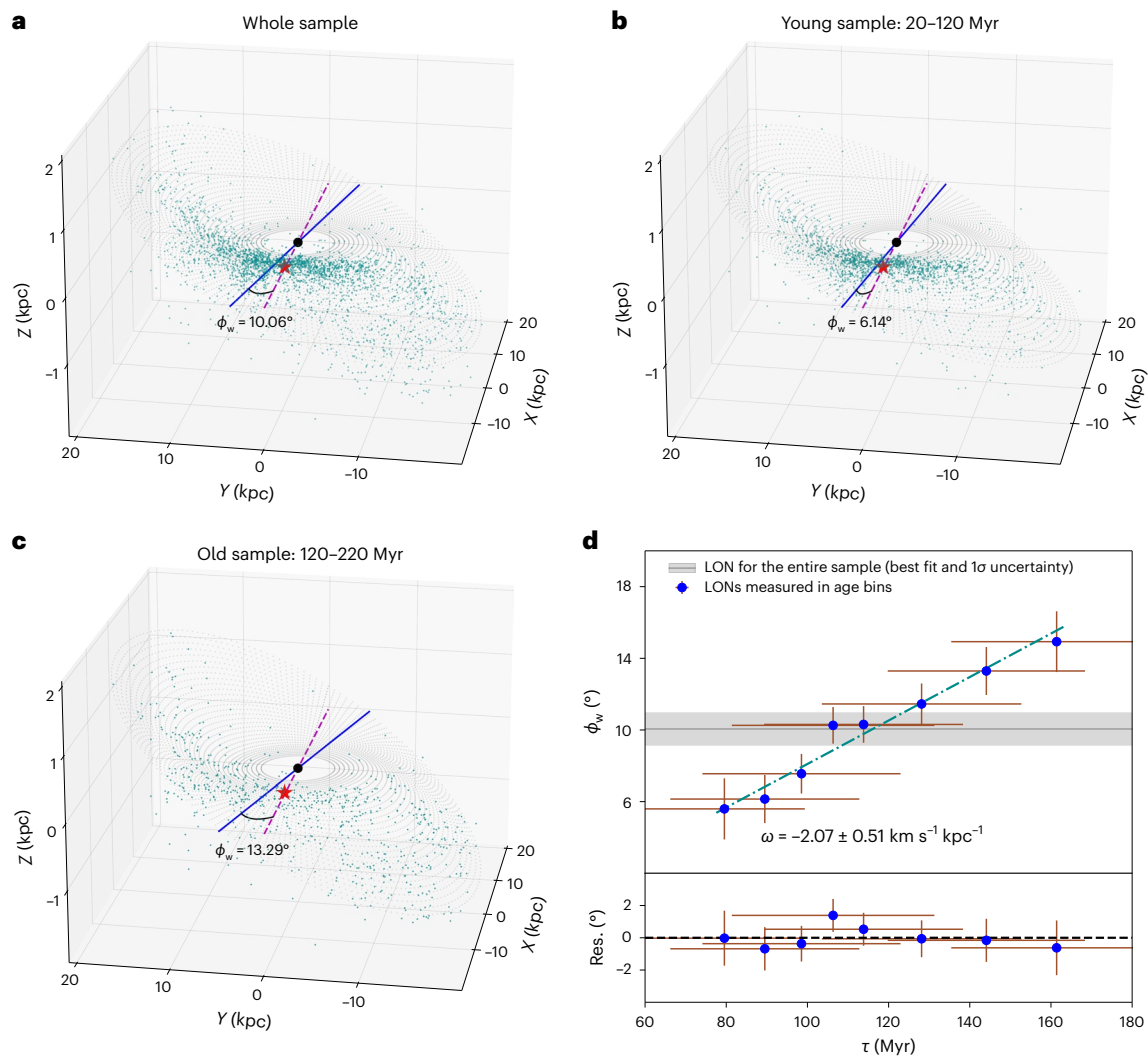 a
Whole sample
2
1
0
−1
Z (kpc)
20
10
0
−10
Y (kpc)
20
10
0
−10
X (kpc)
ϕw = 10.06°
b
Young sample: 20–120 Myr
2
1
0
−1
Z (kpc)
20
10
0
−10
Y (kpc)
20
10
0
−10
X (kpc)
ϕw = 6.14°
c
Old sample: 120–220 Myr
2
1
0
−1
Z (kpc)
20
10
0
−10
Y (kpc)
20
10
0
−10
X (kpc)
ϕw = 13.29°
d
LON for the entire sample (best fit and 1σ uncertainty)
LONs measured in age bins
18
14
10
6
ϕw (°)
ω = −2.07 ± 0.51 km s⁻¹ kpc⁻¹
2
0
−2
Res. (°)
60
80
100
120
140
160
180
τ (Myr)